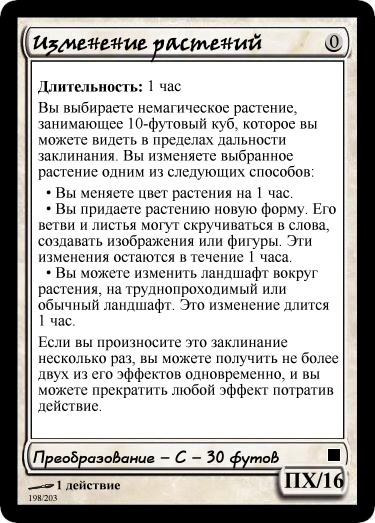 Изменение растений 0
Длительность: 1 час
Вы выбираете немагическое растение,
занимающее 10-футовый куб, которое вы
можете видеть в пределах дальности
заклинания. Вы изменяете выбранное
растение одним из следующих способов:
• Вы меняете цвет растения на 1 час.
• Вы придаете растению новую форму. Его
ветви и листья могут скручиваться в слова,
создавать изображения или фигуры. Эти
изменения остаются в течение 1 часа.
• Вы можете изменить ландшафт вокруг
растения, на труднопроходимый или
обычный ландшафт. Это изменение длится
1 час.
Если вы произносите это заклинание
несколько раз, вы можете получить не более
двух из его эффектов одновременно, и вы
можете прекратить любой эффект потратив
действие.
Преобразование – С – 30 футов
ПХ/16
1 действие
198/203